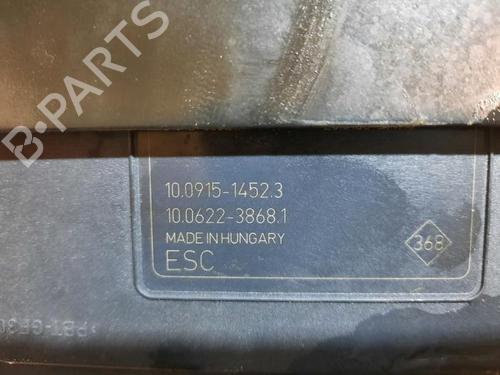 B-PARTS
10.0915-1452.3
10.0622-3868.1
MADE IN HUNGARY
368
ESC